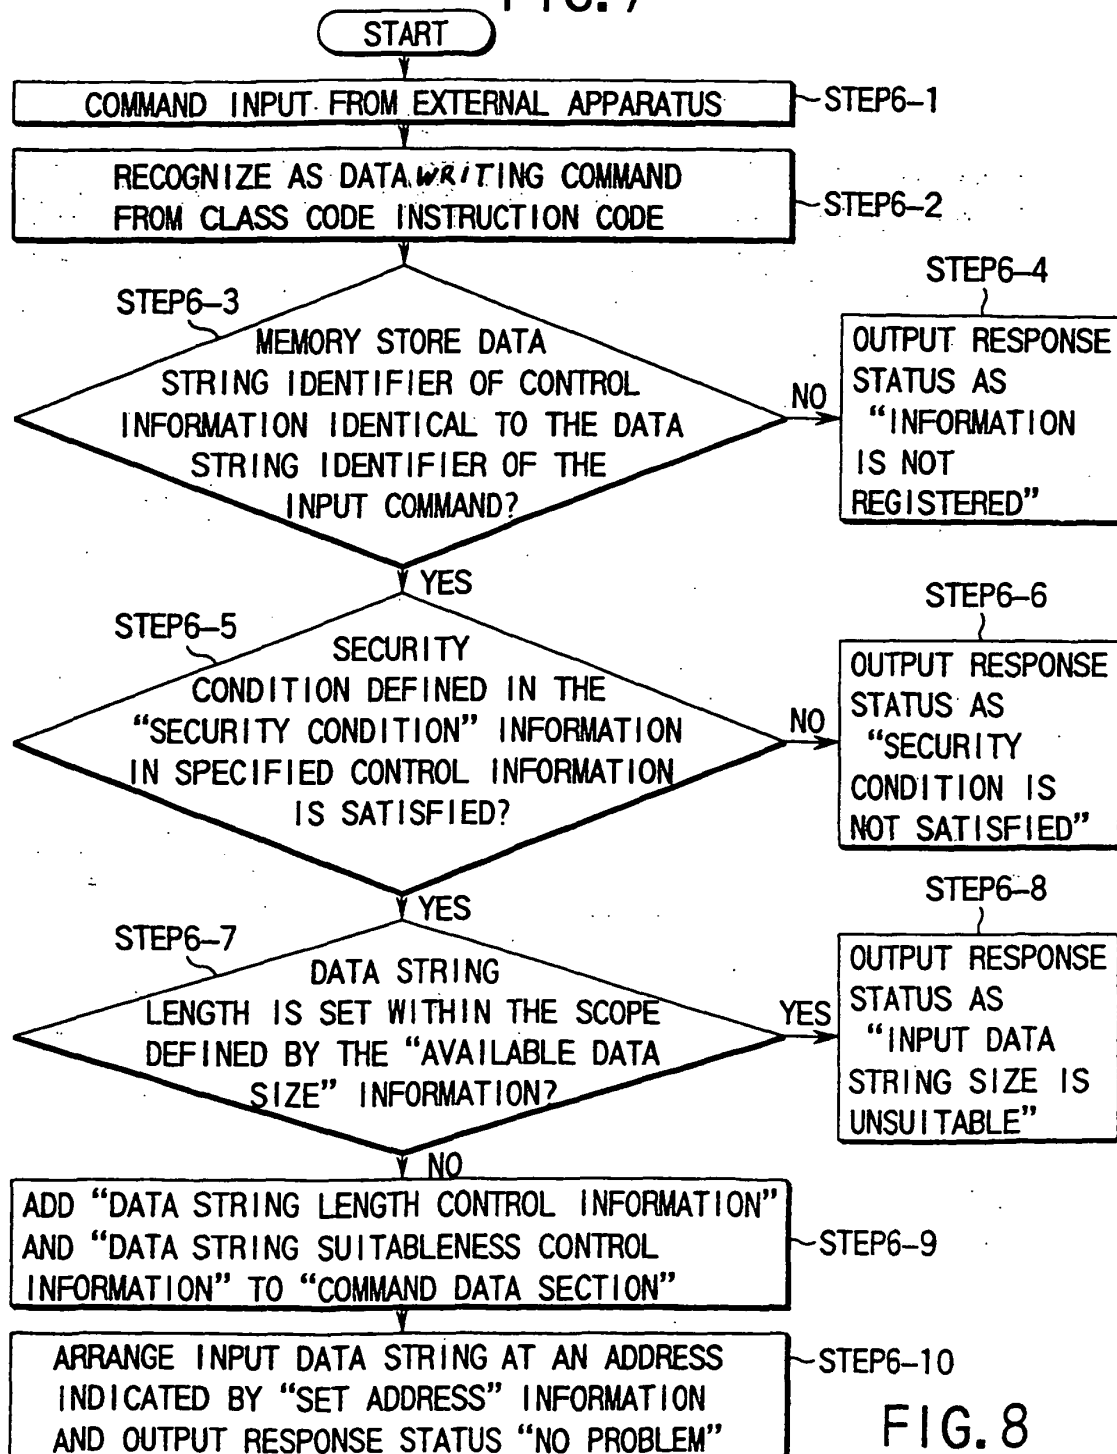 FIG. 7
START
COMMAND INPUT FROM EXTERNAL APPARATUS
STEP6-1
RECOGNIZE AS DATA WRITING COMMAND
FROM CLASS CODE INSTRUCTION CODE
STEP6-2
STEP6-3
MEMORY STORE DATA
STRING IDENTIFIER OF CONTROL
INFORMATION IDENTICAL TO THE DATA
STRING IDENTIFIER OF THE
INPUT COMMAND?
NO
STEP6-4
OUTPUT RESPONSE
STATUS AS
“INFORMATION
IS NOT
REGISTERED”
YES
STEP6-5
SECURITY
CONDITION DEFINED IN THE
“SECURITY CONDITION” INFORMATION
IN SPECIFIED CONTROL INFORMATION
IS SATISFIED?
NO
STEP6-6
OUTPUT RESPONSE
STATUS AS
“SECURITY
CONDITION IS
NOT SATISFIED”
YES
STEP6-7
DATA STRING
LENGTH IS SET WITHIN THE SCOPE
DEFINED BY THE “AVAILABLE DATA
SIZE” INFORMATION?
YES
STEP6-8
OUTPUT RESPONSE
STATUS AS
“INPUT DATA
STRING SIZE IS
UNSUITABLE”
NO
ADD “DATA STRING LENGTH CONTROL INFORMATION”
AND “DATA STRING SUITABLENESS CONTROL
INFORMATION” TO “COMMAND DATA SECTION”
STEP6-9
ARRANGE INPUT DATA STRING AT AN ADDRESS
INDICATED BY “SET ADDRESS” INFORMATION
AND OUTPUT RESPONSE STATUS “NO PROBLEM”
STEP6-10
FIG. 8